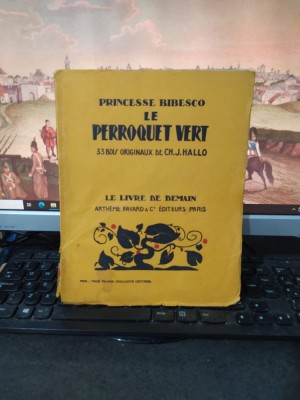 PRINCESSE BIBESCO
LE
PERROQUET VERT
33 BOIS ORIGINAUX DE CH. J. HALLO
LE LIVRE DE DEMAIN
ARTHÈME FAYARD & Cie ÉDITEURS PARIS